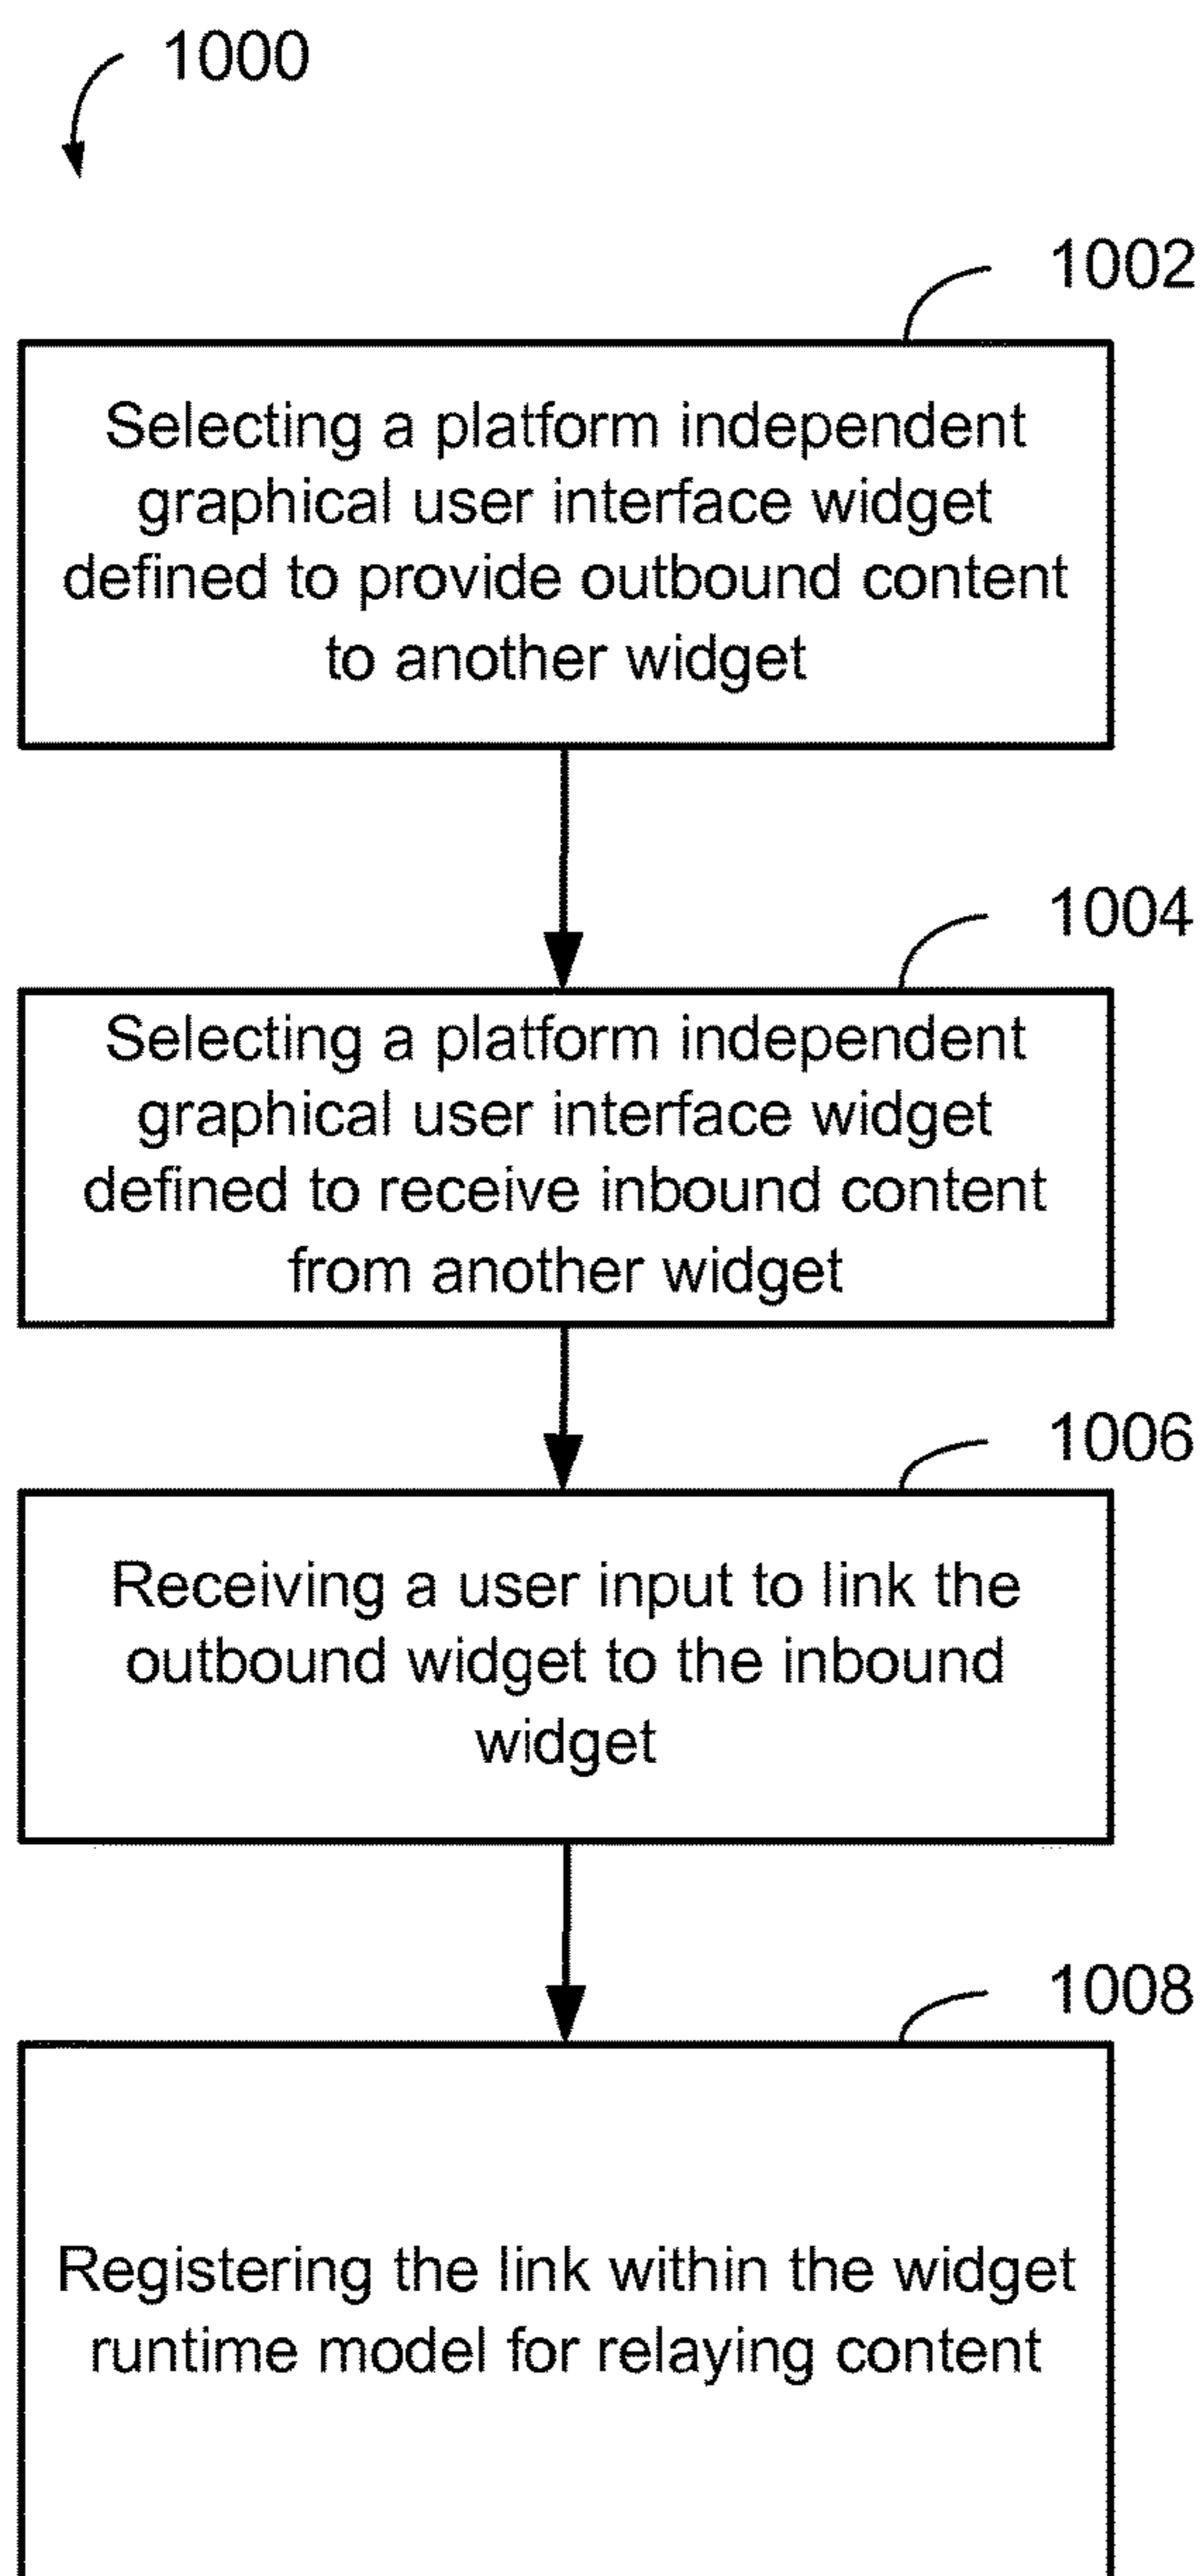 1000
1002
Selecting a platform independent
graphical user interface widget
defined to provide outbound content
to another widget
1004
Selecting a platform independent
graphical user interface widget
defined to receive inbound content
from another widget
1006
Receiving a user input to link the
outbound widget to the inbound
widget
1008
Registering the link within the widget
runtime model for relaying content